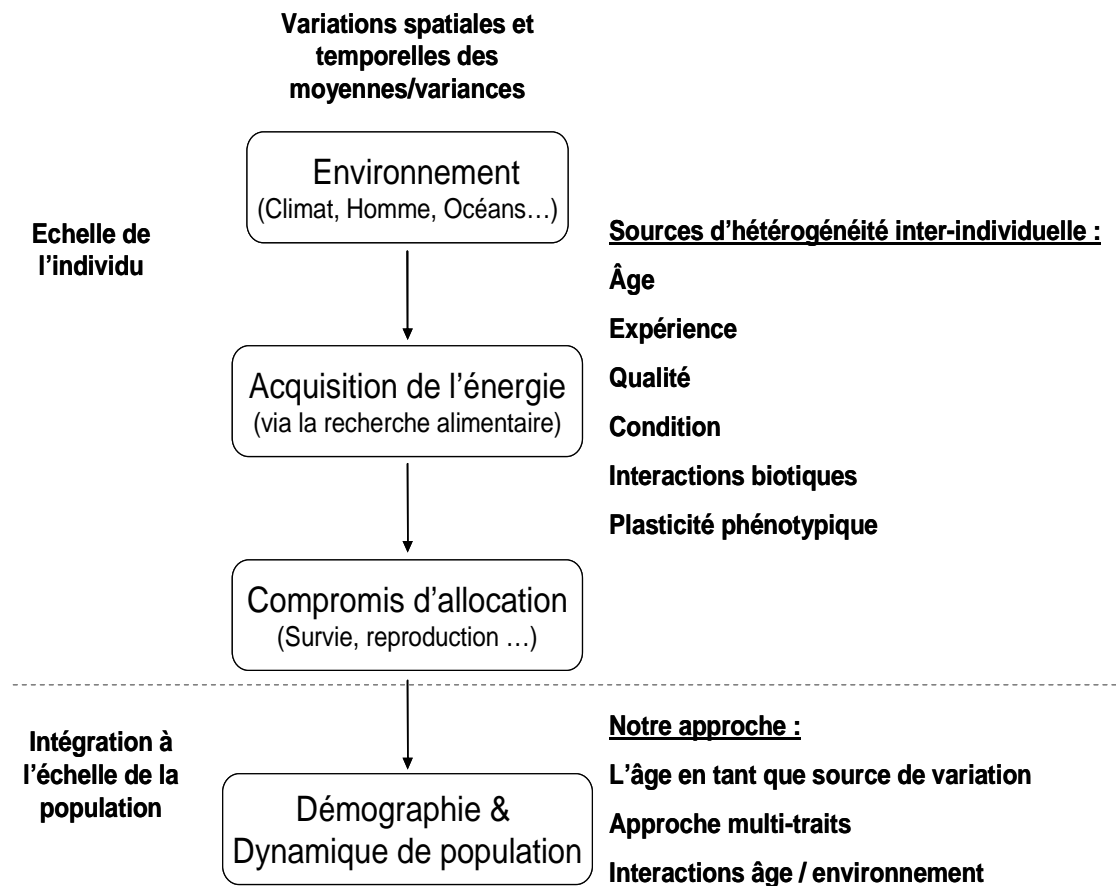 Variations spatiales et
temporelles des
moyennes/variances
Environnement
(Climat, Homme, Océans…)
Echelle de
l’individu
Sources d’hétérogénéité inter-individuelle :
Âge
Expérience
Qualité
Condition
Interactions biotiques
Plasticité phénotypique
Acquisition de l’énergie
(via la recherche alimentaire)
Compromis d’allocation
(Survie, reproduction …)
Intégration à
l’échelle de la
population
Démographie &
Dynamique de population
Notre approche :
L’âge en tant que source de variation
Approche multi-traits
Interactions âge / environnement